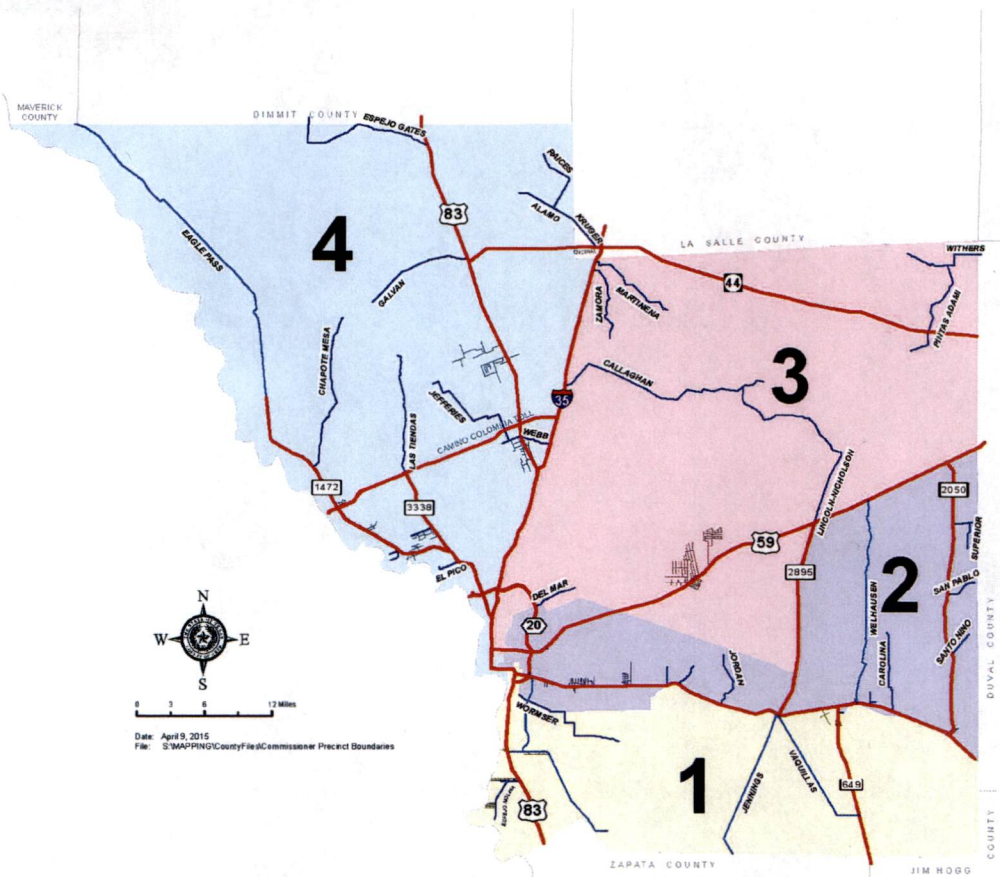 MAVERICK
COUNTY
DIMMIT COUNTY
ESPEJO GATES
RAICES
ALAMO
KRUGER
83
4
EAGLE PASS
LA SALLE COUNTY
WITHERS
GALVAN
ZAMORA
MARTINENA
44
PINTAS ADAMI
CHAPOTE MESA
3
CALLAGHAN
35
JEFFERIES
LAS TIENDAS
CAMINO COLOMBIA TOLL
WEBB
LINCOLN-NICHOLSON
1472
3338
2050
SUPERIOR
59
EL PICO
2895
2
SAN PABLO
DEL MAR
WELHAUSEN
20
SANTO NINO
CAROLINA
DUVAL COUNTY
JORDAN
N
W
E
S
0 3 6 12 Miles
WORMSER
Date: April 9, 2015
File: S:\MAPPING\CountyFiles\Commissioner Precinct Boundaries
1
JENNINGS
VAQUILLAS
649
ESPEJO MOLINA
83
ZAPATA COUNTY
JIM HOGG
COUNTY